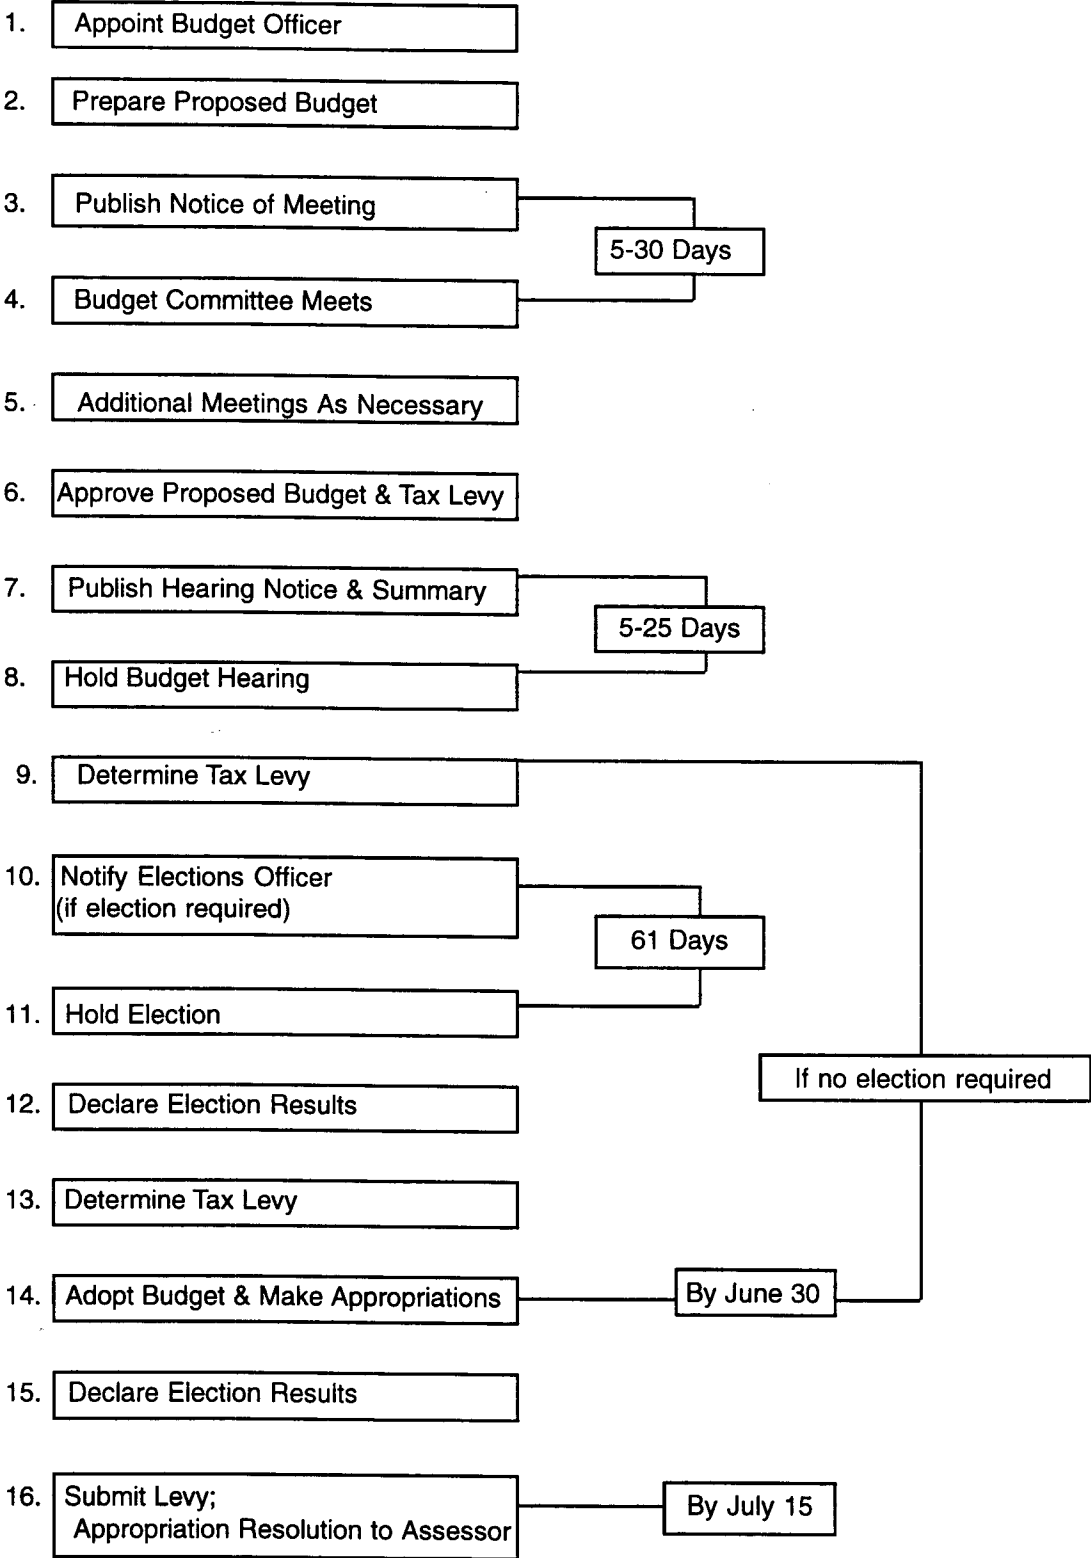 1. Appoint Budget Officer
2. Prepare Proposed Budget
3. Publish Notice of Meeting
5-30 Days
4. Budget Committee Meets
5. Additional Meetings As Necessary
6. Approve Proposed Budget & Tax Levy
7. Publish Hearing Notice & Summary
5-25 Days
8. Hold Budget Hearing
9. Determine Tax Levy
10. Notify Elections Officer
(if election required)
61 Days
11. Hold Election
If no election required
12. Declare Election Results
13. Determine Tax Levy
14. Adopt Budget & Make Appropriations
By June 30
15. Declare Election Results
16. Submit Levy;
Appropriation Resolution to Assessor
By July 15